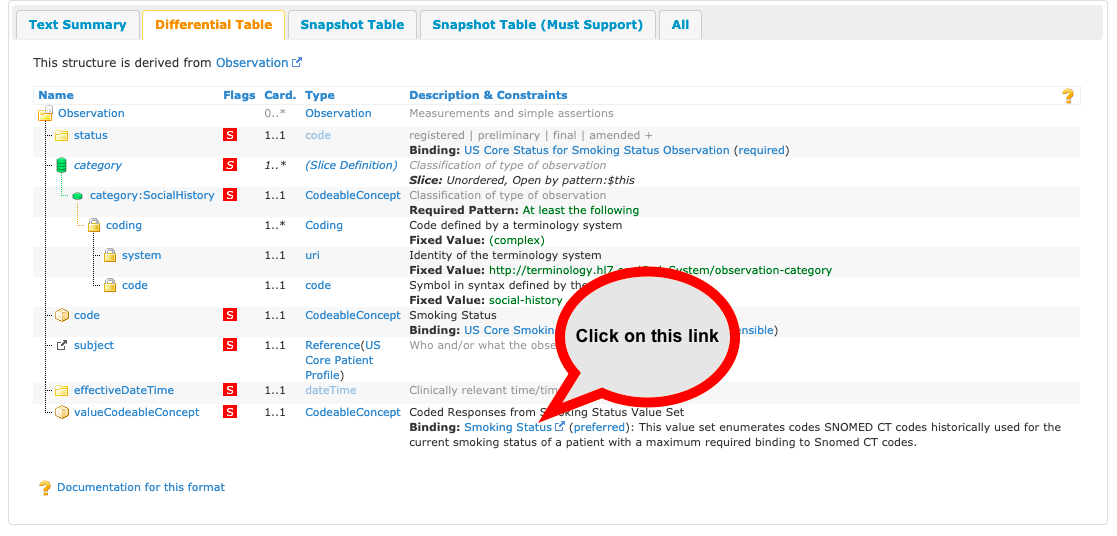 Text Summary Differential Table Snapshot Table Snapshot Table (Must Support) All
This structure is derived from Observation
Name Flags Card. Type Description & Constraints ?
Observation 0..* Observation Measurements and simple assertions
status S 1..1 code registered | preliminary | final | amended +
Binding: US Core Status for Smoking Status Observation (required)
category S 1..* (Slice Definition) Classification of type of observation
Slice: Unordered, Open by pattern:$this
category:SocialHistory S 1..1 CodeableConcept Classification of type of observation
Required Pattern: At least the following
coding 1..* Coding Code defined by a terminology system
Fixed Value: (complex)
system 1..1 uri Identity of the terminology system
Fixed Value: http://terminology.hl7. System/observation-category
code 1..1 code Symbol in syntax defined by the
Fixed Value: social-history
code S 1..1 CodeableConcept Smoking Status
Binding: US Core Smokin ensible)
subject S 1..1 Reference(US Core Patient Profile) Who and/or what the obse
effectiveDateTime S 1..1 dateTime Clinically relevant time/tim
valueCodeableConcept S 1..1 CodeableConcept Coded Responses from Smoking Status Value Set
Binding: Smoking Status (preferred): This value set enumerates codes SNOMED CT codes historically used for the
current smoking status of a patient with a maximum required binding to Snomed CT codes.
Click on this link
? Documentation for this format